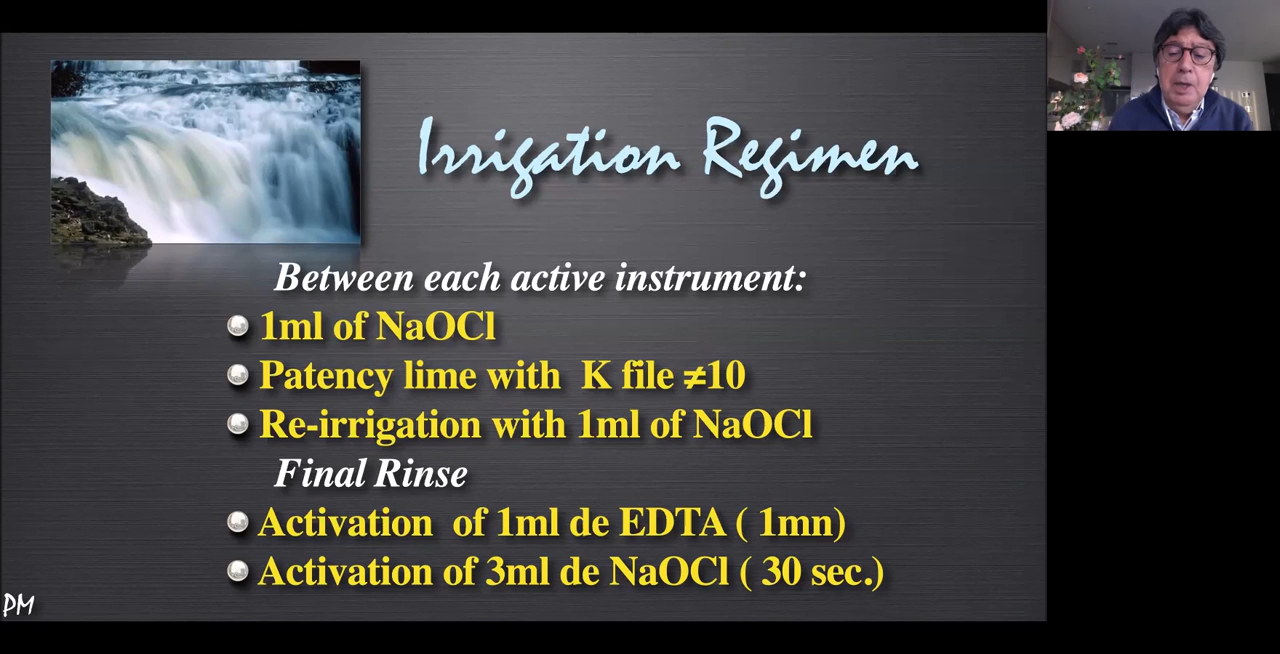 Irrigation Regimen
Between each active instrument:
1ml of NaOCl
Patency lime with K file ≠10
Re-irrigation with 1ml of NaOCl
Final Rinse
Activation of 1ml de EDTA ( 1mn)
Activation of 3ml de NaOCl ( 30 sec.)
PM